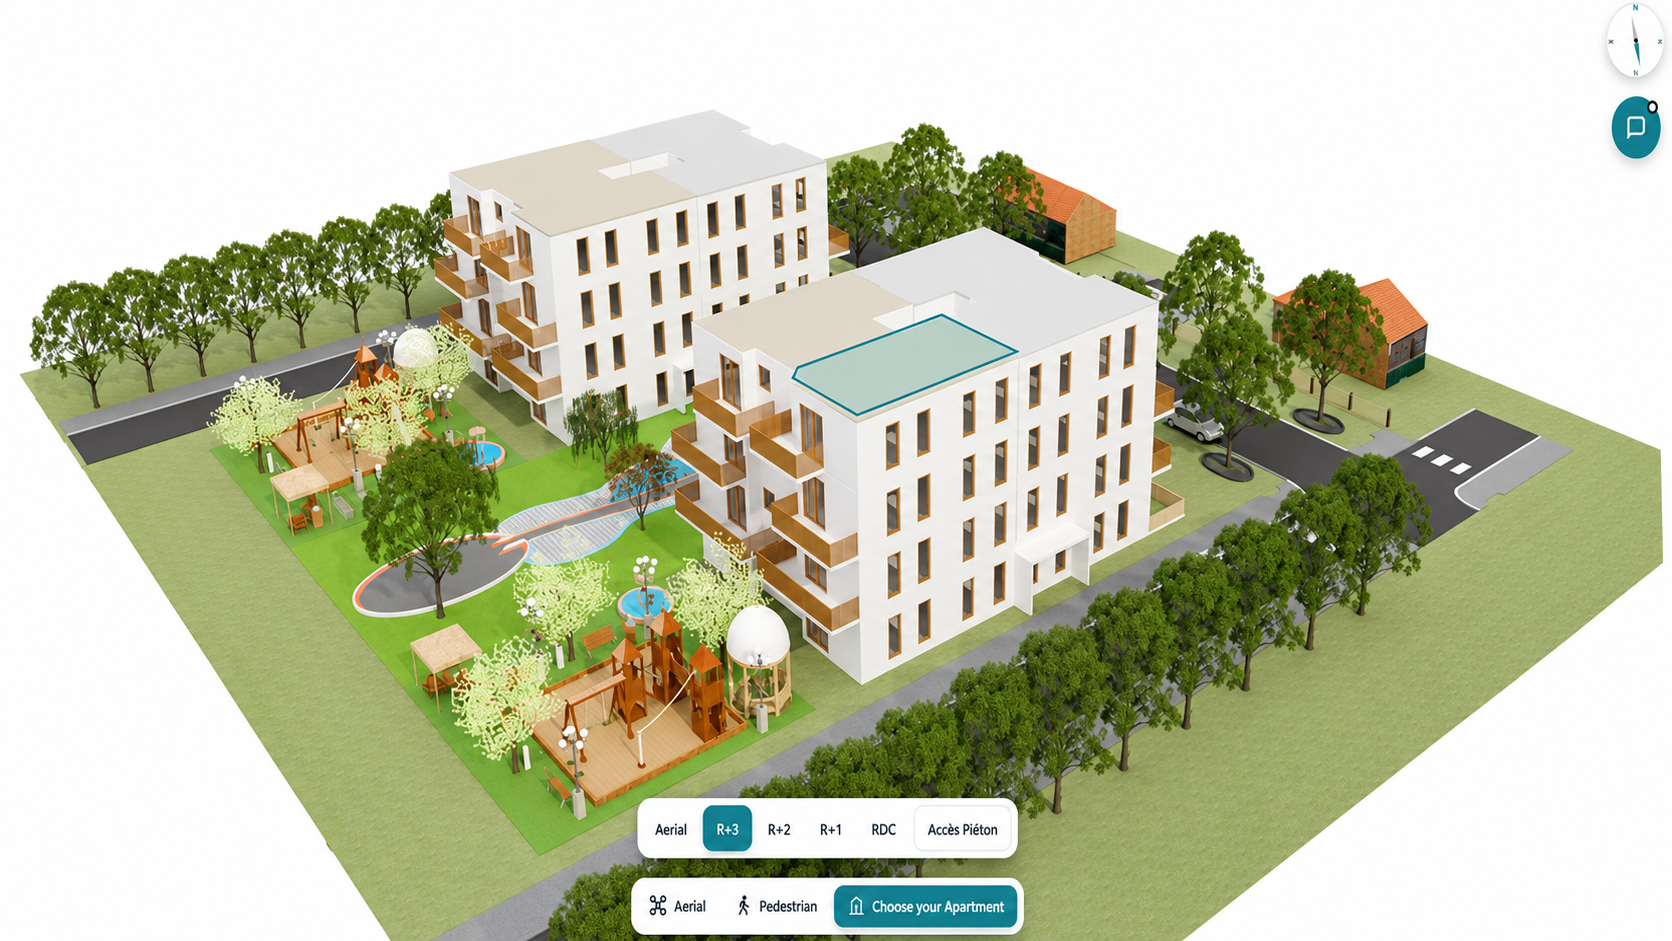 N
N
Aerial R+3 R+2 R+1 RDC Accès Piéton
Aerial Pedestrian Choose your Apartment